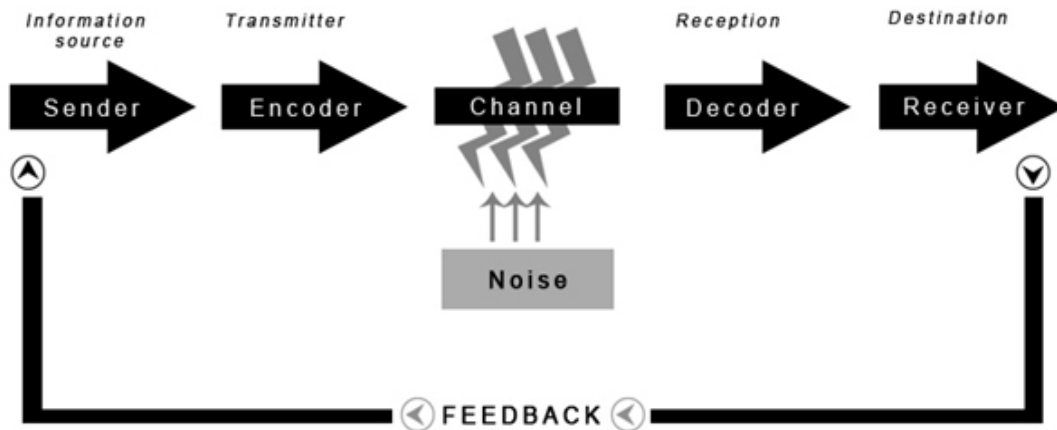 Information
source
Transmitter
Reception
Destination
Sender
Encoder
Channel
Decoder
Receiver
Noise
FEEDBACK